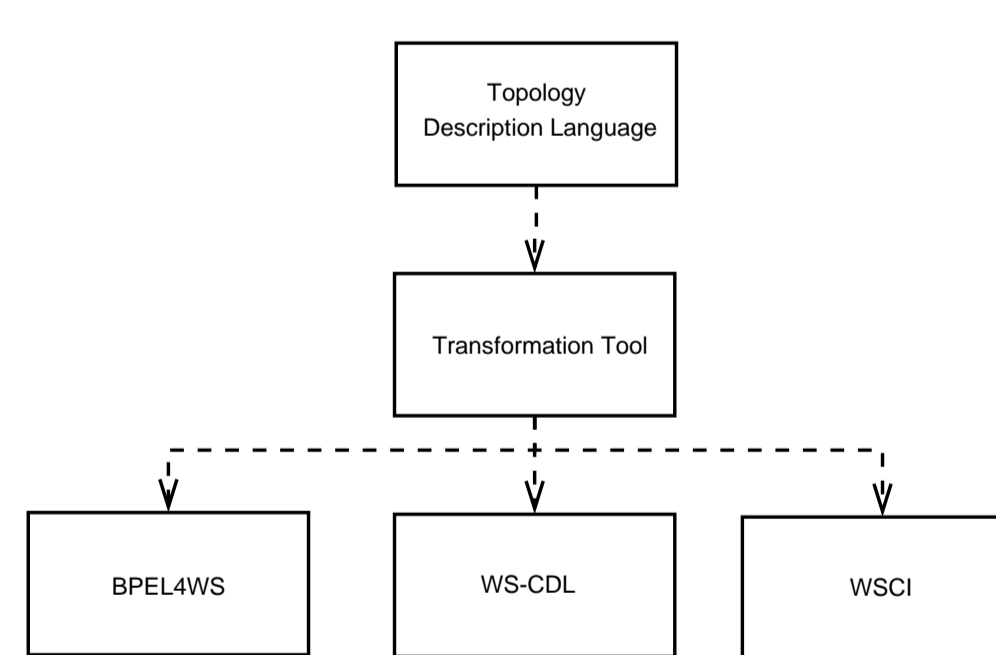 Topology
Description Language
Transformation Tool
BPEL4WS
WS-CDL
WSCI